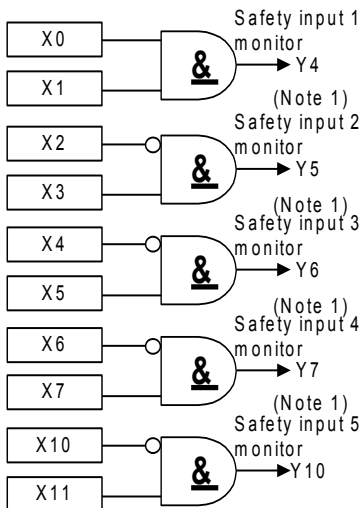 Safety input 1
X0
monitor
&
Y4
X1
(Note 1)
Safety input 2
X2
monitor
&
Y5
X3
(Note 1)
Safety input 3
X4
monitor
&
Y6
X5
(Note 1)
Safety input 4
X6
monitor
&
Y7
X7
(Note 1)
Safety input 5
X10
monitor
&
Y10
X11